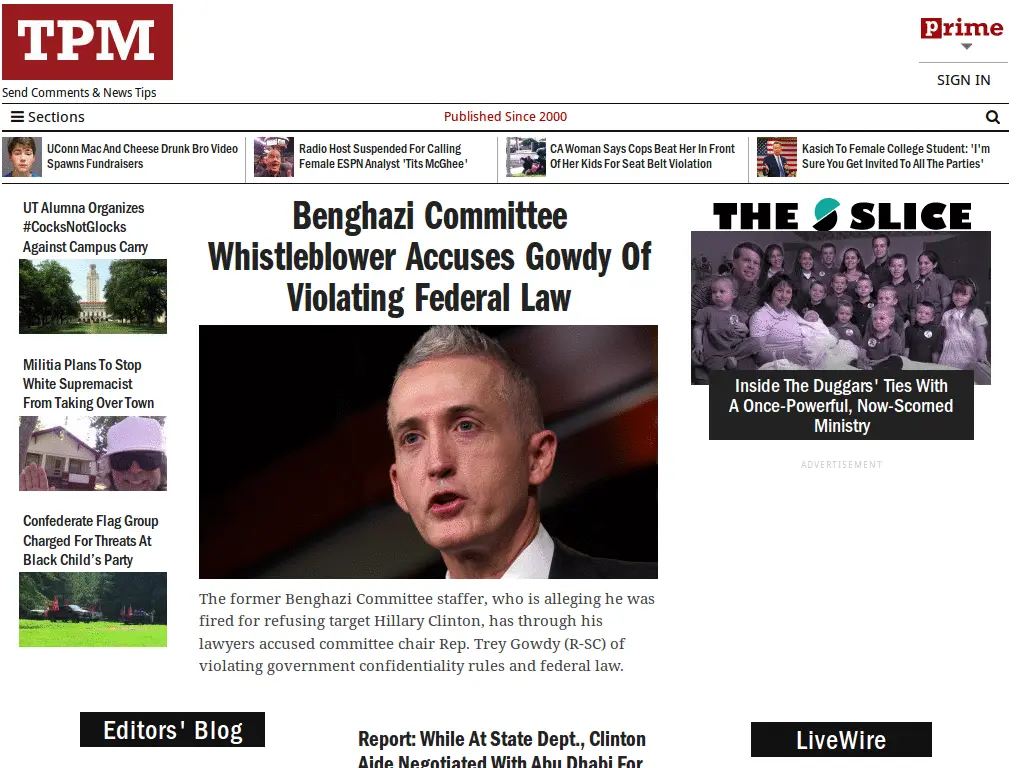 TPM
prime
Send Comments & News Tips
SIGN IN
Sections
Published Since 2000
UConn Mac And Cheese Drunk Bro Video
Spawns Fundraisers
Radio Host Suspended For Calling
Female ESPN Analyst 'Tits McGhee'
CA Woman Says Cops Beat Her In Front
Of Her Kids For Seat Belt Violation
Kasich To Female College Student: 'I'm
Sure You Get Invited To All The Parties'
UT Alumna Organizes
#CocksNotGlocks
Against Campus Carry
Militia Plans To Stop
White Supremacist
From Taking Over Town
Confederate Flag Group
Charged For Threats At
Black Child's Party
Benghazi Committee
Whistleblower Accuses Gowdy Of
Violating Federal Law
The former Benghazi Committee staffer, who is alleging he was
fired for refusing target Hillary Clinton, has through his
lawyers accused committee chair Rep. Trey Gowdy (R-SC) of
violating government confidentiality rules and federal law.
THE SLICE
Inside The Duggars' Ties With
A Once-Powerful, Now-Scorned
Ministry
ADVERTISEMENT
Editors' Blog
Report: While At State Dept., Clinton
Aide Negotiated With Abu Dhabi For
LiveWire